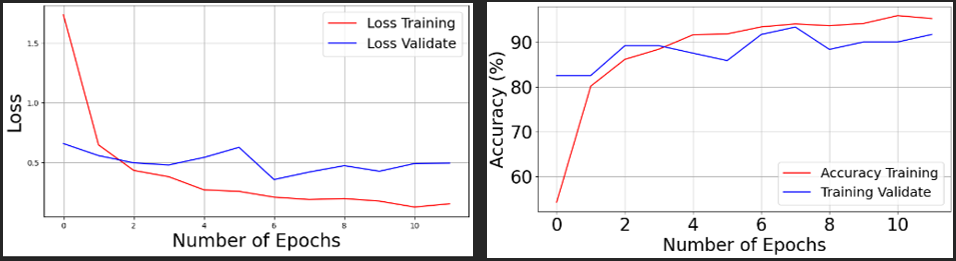 Loss Training
Loss Validate
1.5
1.0
0.5
Loss
0 2 4 6 8 10
Number of Epochs
90
80
70
60
Accuracy (%)
Accuracy Training
Training Validate
0 2 4 6 8 10
Number of Epochs